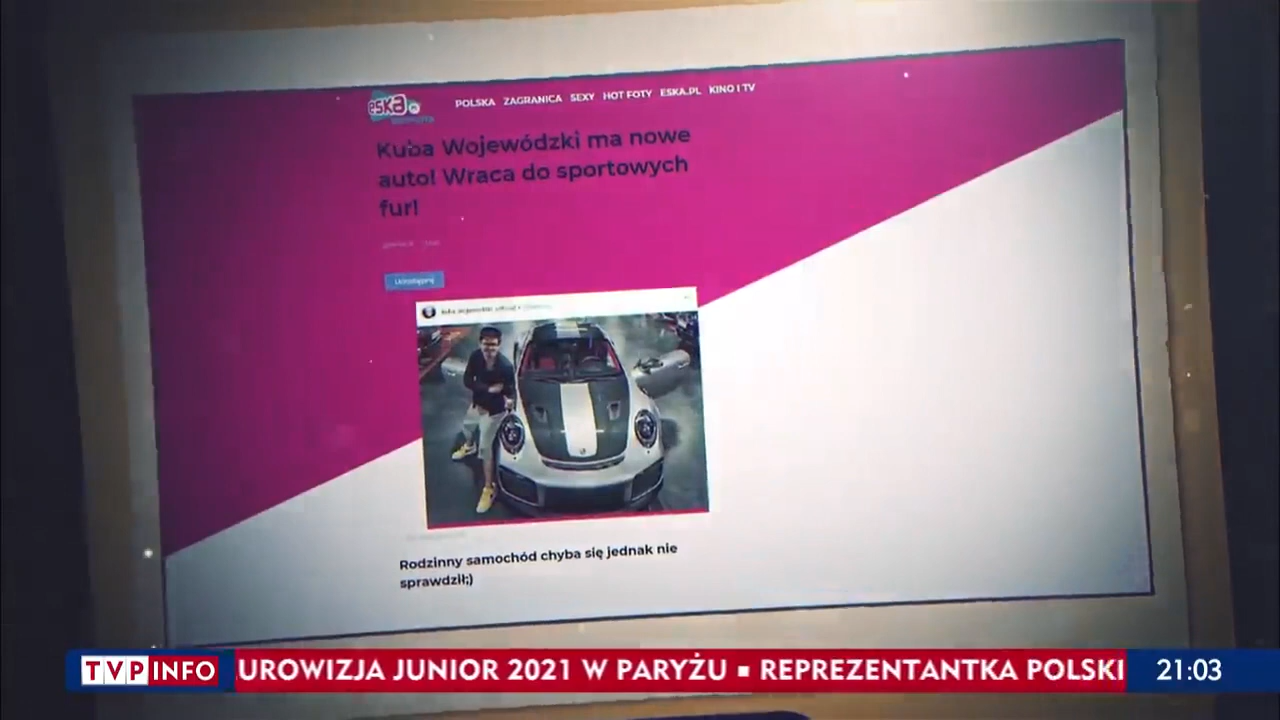 eska
POLSKA ZAGRANICA SEXY HOT FOTY ESKA.PL KINO I TV
Kuba Wojewódzki ma nowe
auto! Wraca do sportowych
fur!
Udostępnij
Rodzinny samochód chyba się jednak nie
sprawdził;)
TVP INFO UROWIZJA JUNIOR 2021 W PARYŻU ▪ REPREZENTANTKA POLSKI 21:03